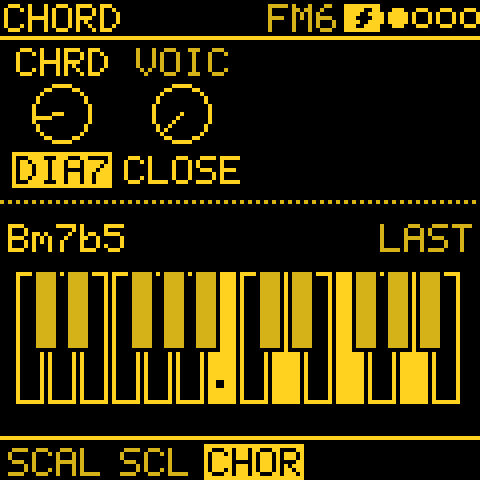 CHORD FM6 f
CHRD VOIC
DIA7 CLOSE
Bm7b5 LAST
SCAL SCL CHOR